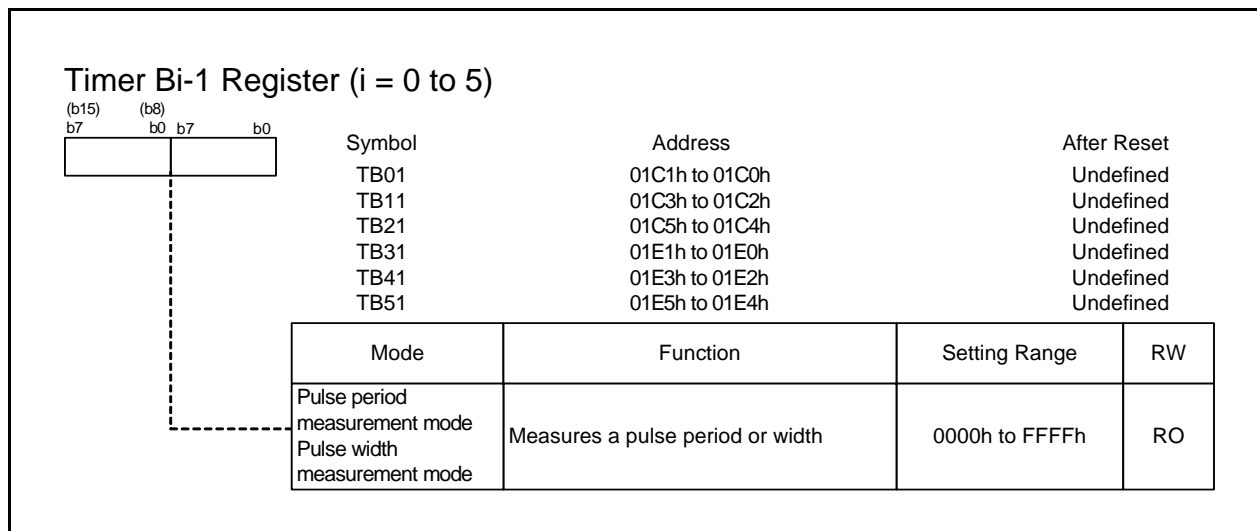 Timer Bi-1 Register (i = 0 to 5)
(b15) (b8)
b7 b0 b7 b0
Symbol Address After Reset
TB01 01C1h to 01C0h Undefined
TB11 01C3h to 01C2h Undefined
TB21 01C5h to 01C4h Undefined
TB31 01E1h to 01E0h Undefined
TB41 01E3h to 01E2h Undefined
TB51 01E5h to 01E4h Undefined
Mode Function Setting Range RW
Pulse period
measurement mode
Pulse width
measurement mode
Measures a pulse period or width 0000h to FFFFh RO